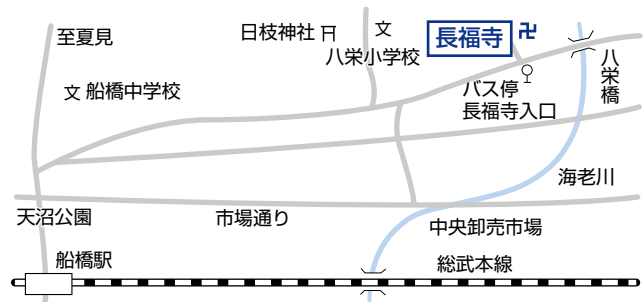 至夏見
日枝神社
文
八栄小学校
長福寺
文 船橋中学校
バス停
長福寺入口
八栄橋
海老川
天沼公園
市場通り
中央卸売市場
船橋駅
総武本線